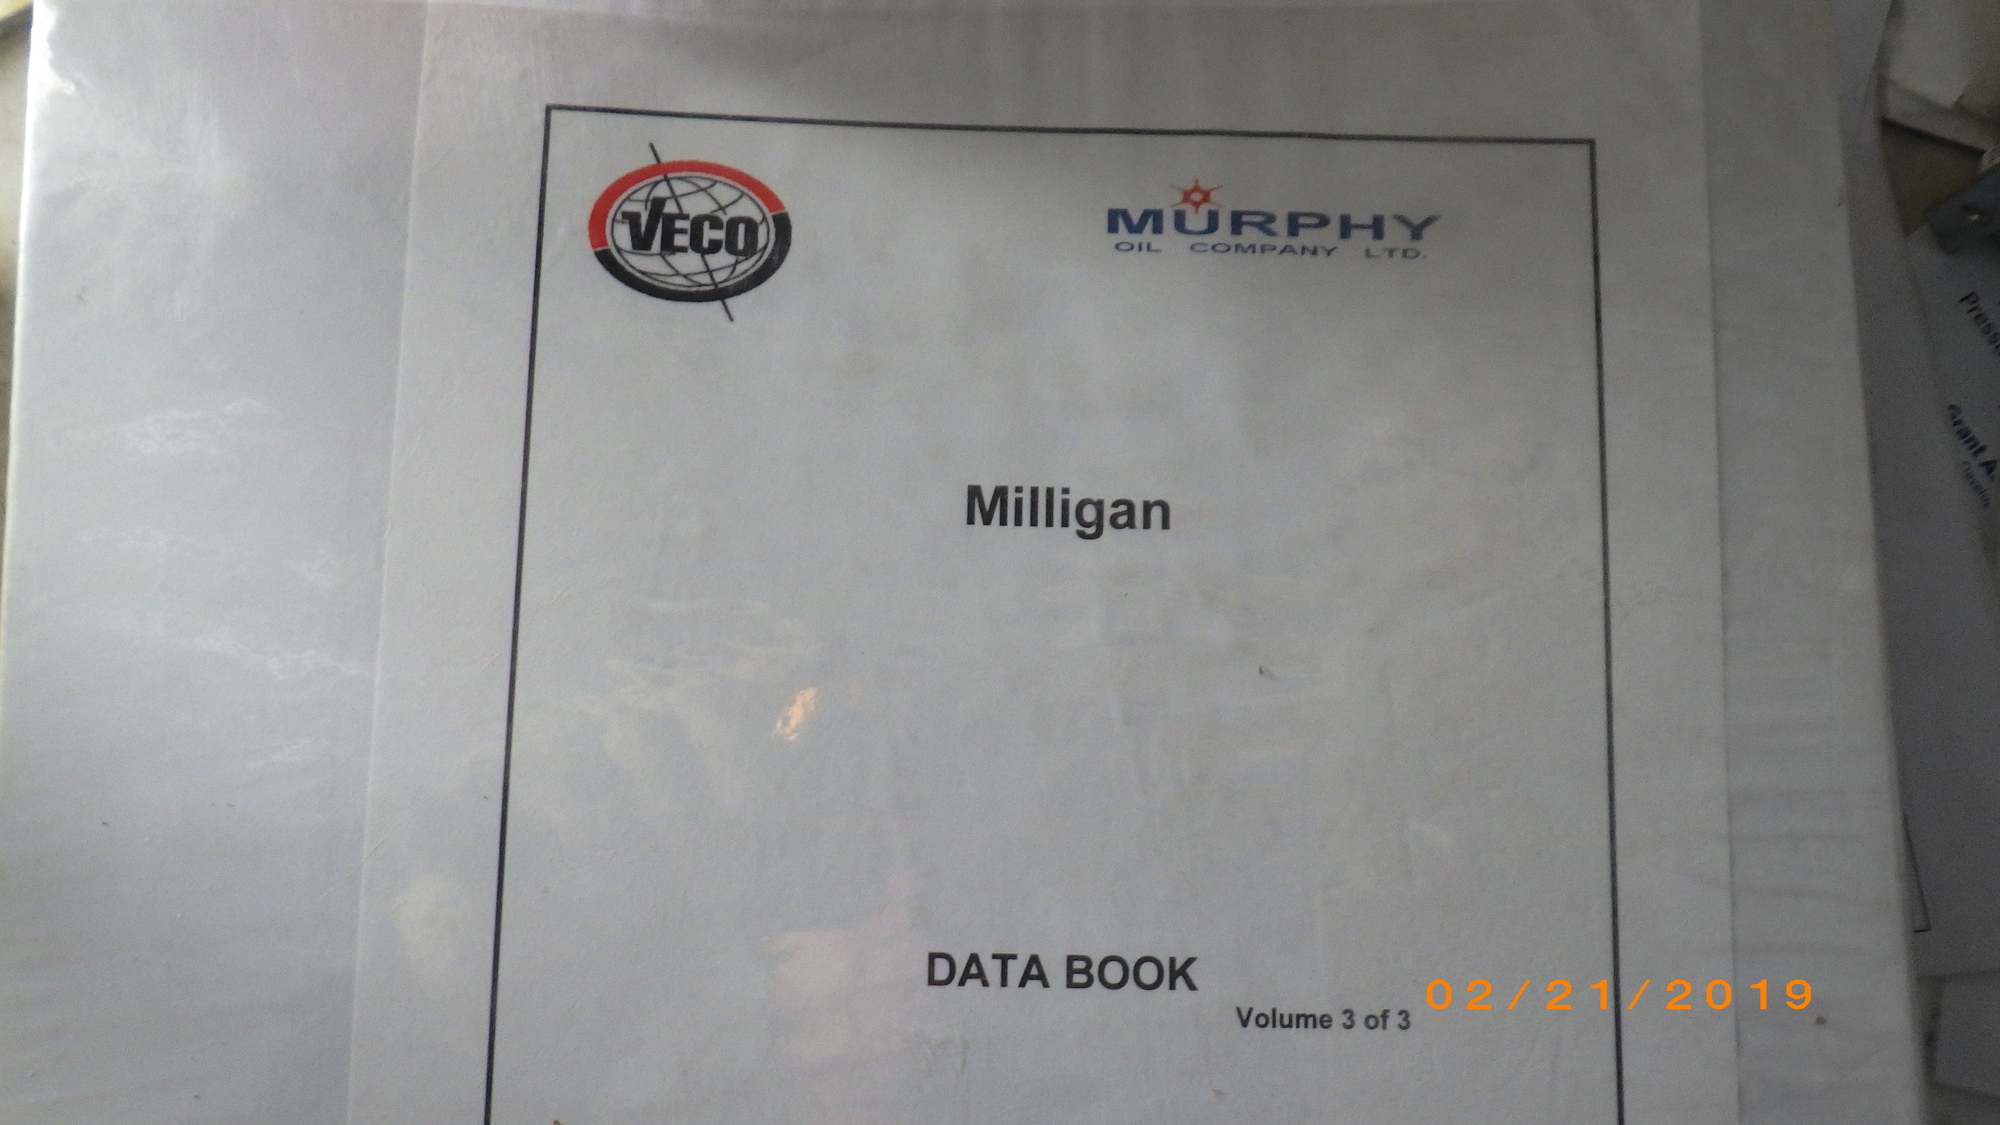 VECO
MURPHY
OIL COMPANY LTD.
Milligan
DATA BOOK
Volume 3 of 3
02/21/2019